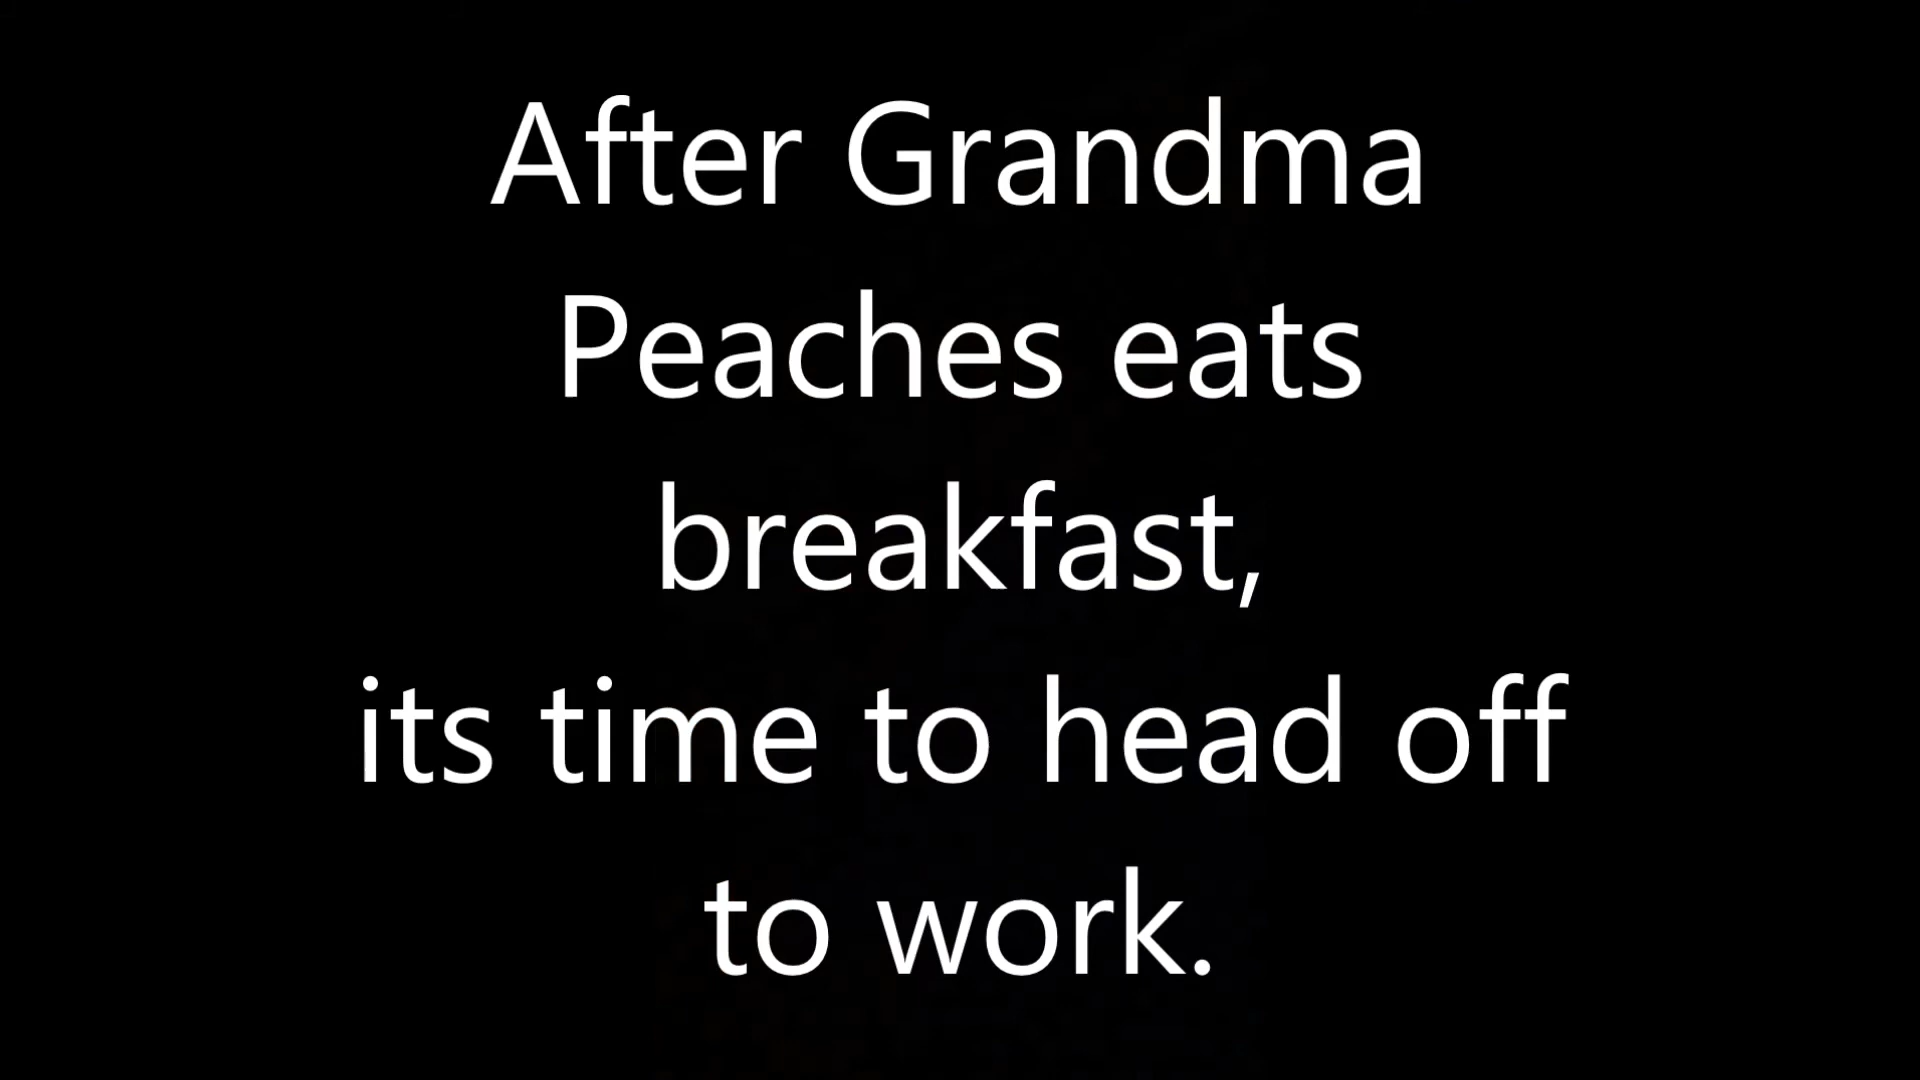 After Grandma
Peaches eats
breakfast,
its time to head off
to work.